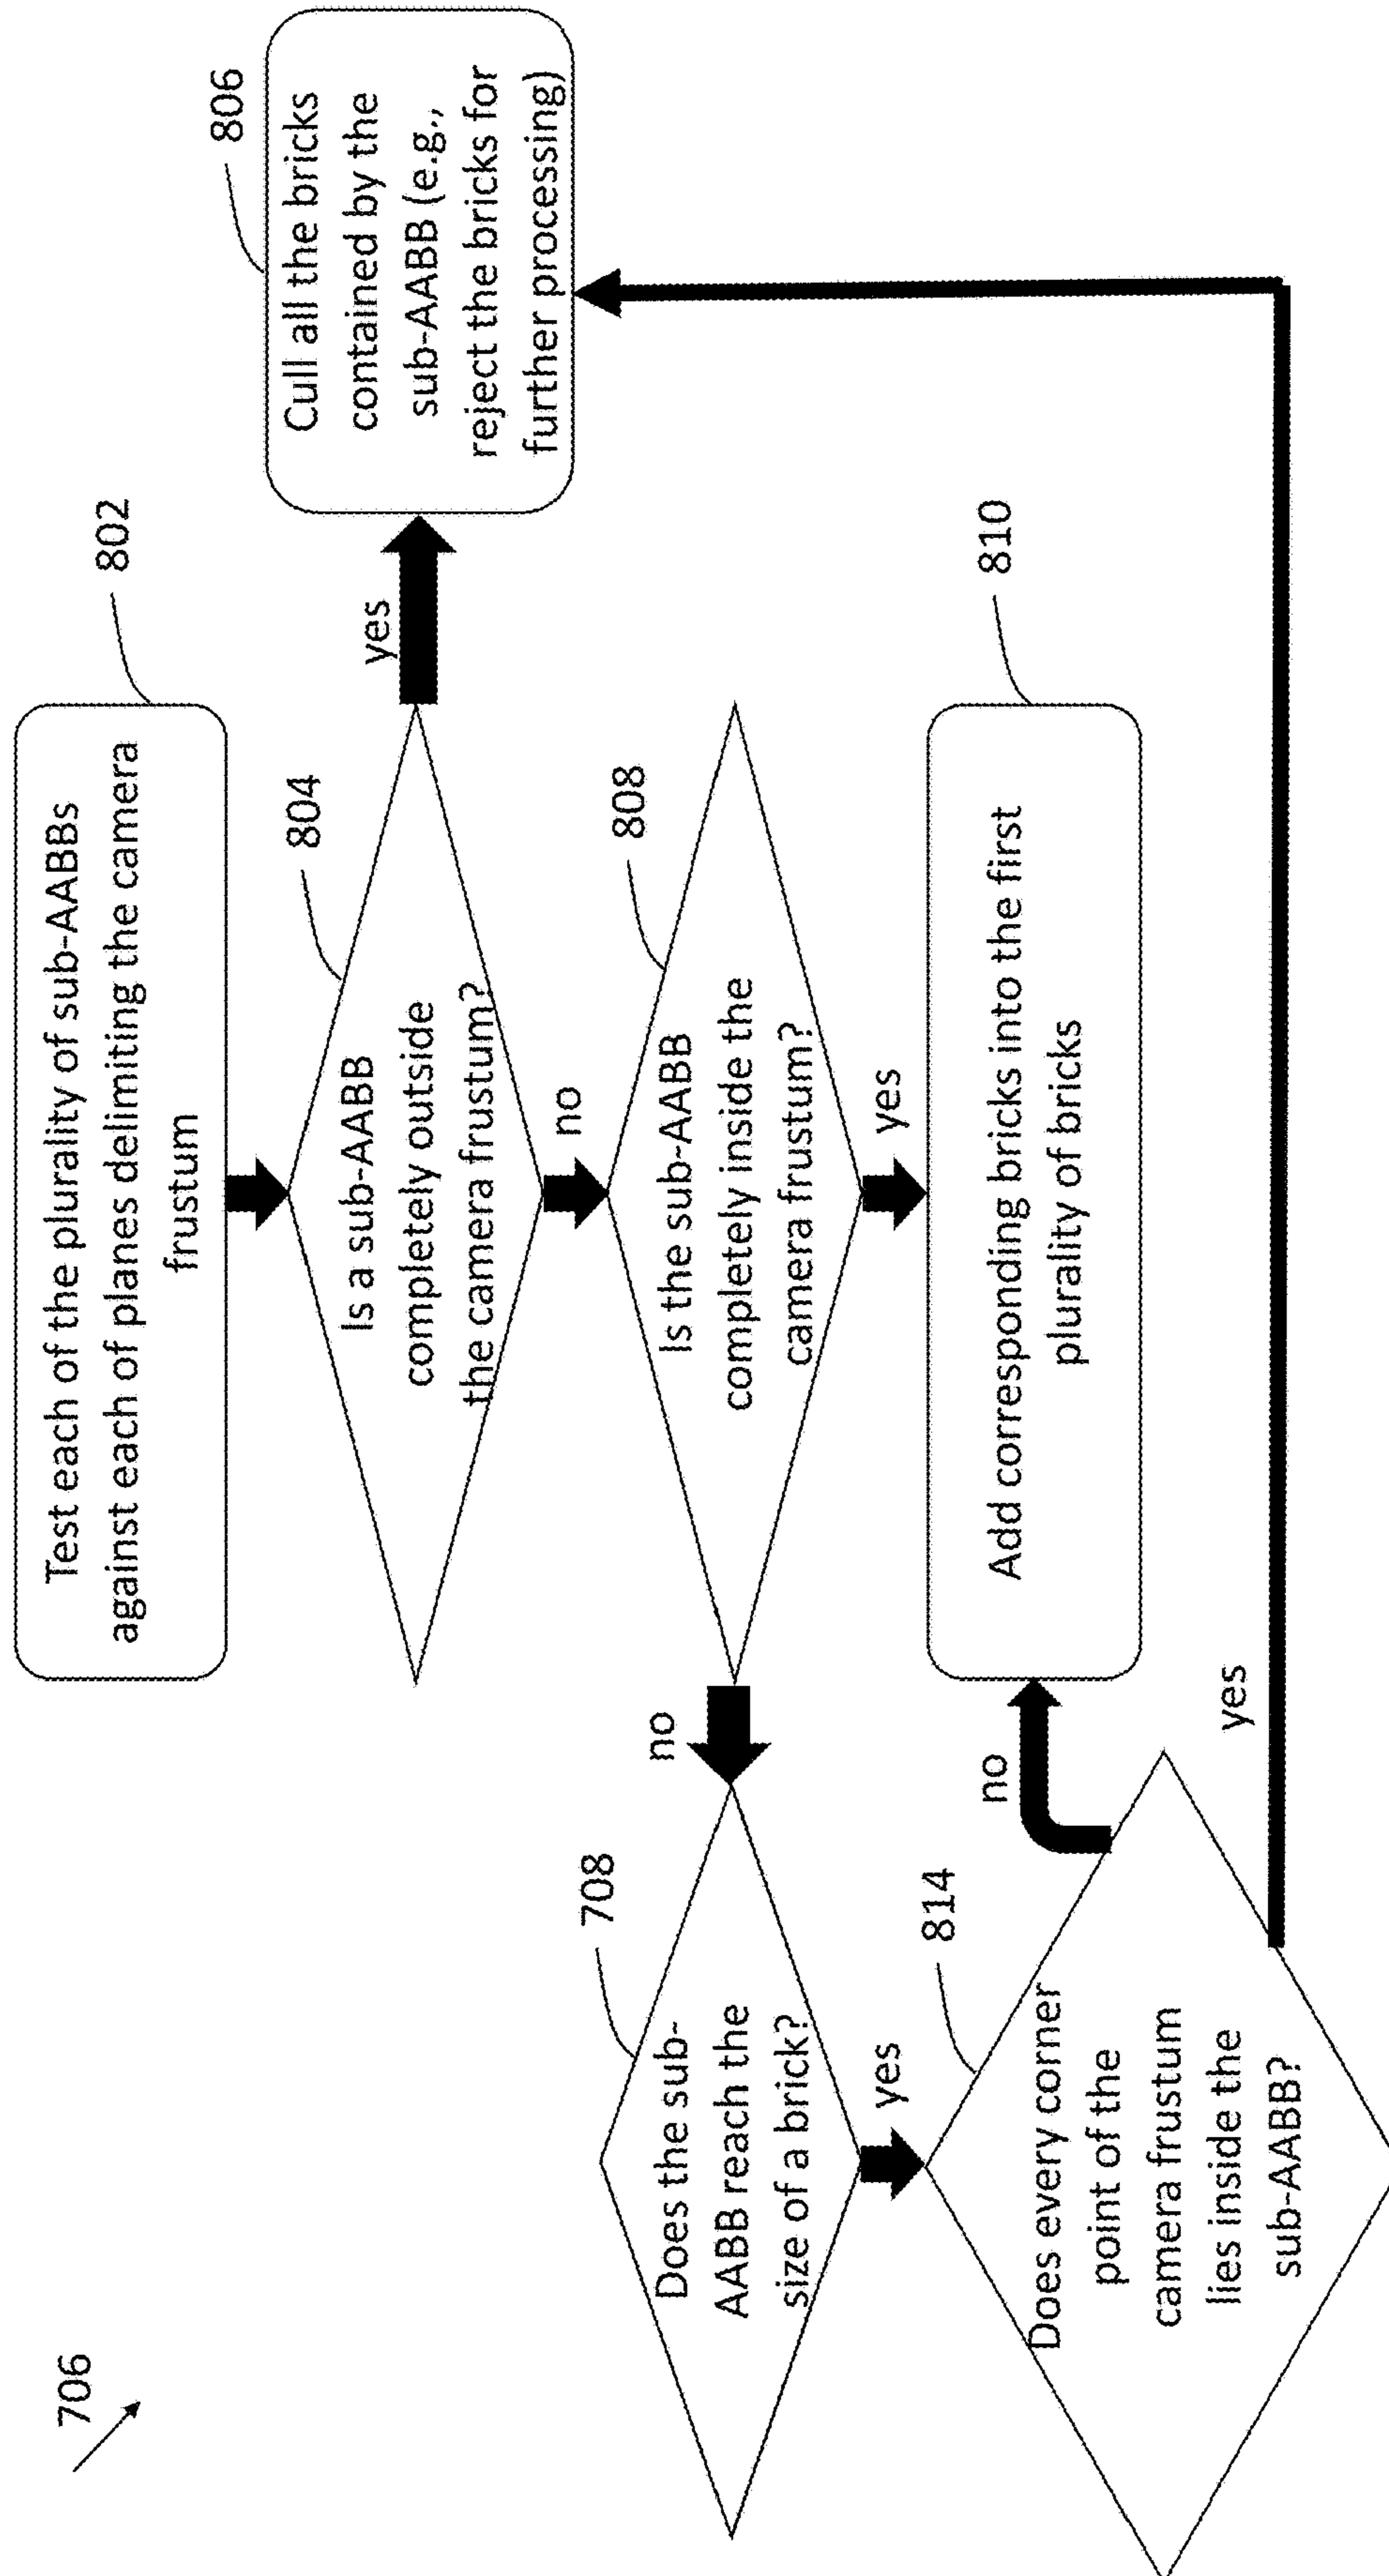 706
802
Test each of the plurality of sub-AABBs
against each of planes delimiting the camera
frustum
804
Is a sub-AABB
completely outside
the camera frustum?
yes
806
Cull all the bricks
contained by the
sub-AABB (e.g.,
reject the bricks for
further processing)
no
808
Is the sub-AABB
completely inside the
camera frustum?
no
yes
708
Does the sub-
AABB reach the
size of a brick?
yes
810
Add corresponding bricks into the first
plurality of bricks
814
Does every corner
point of the
camera frustum
lies inside the
sub-AABB?
no
yes